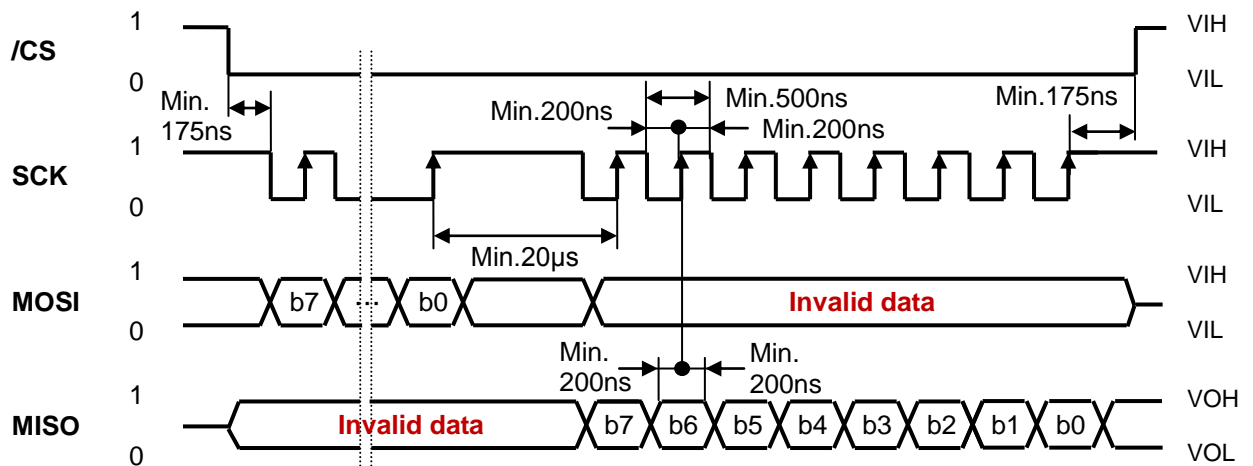 1 VIH
/CS
0 VIL
Min. 175ns
Min.200ns
Min.500ns
Min.200ns
Min.175ns
1 VIH
SCK
0 VIL
Min.20µs
1 VIH
MOSI b7 ... b0 Invalid data
0 VIL
Min. 200ns
Min. 200ns
1 VOH
MISO Invalid data b7 b6 b5 b4 b3 b2 b1 b0
0 VOL